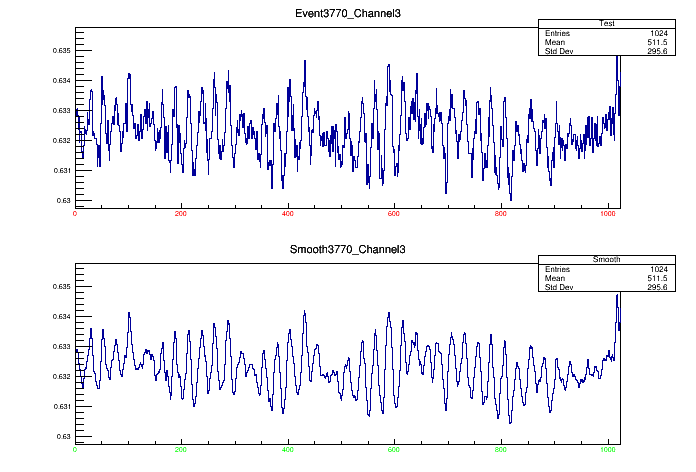 Event3770_Channel3
Test
Entries 1024
Mean 511.5
Std Dev 295.6
0.635
0.634
0.633
0.632
0.631
0.63
0 200 400 600 800 1000
Smooth3770_Channel3
Smooth
Entries 1024
Mean 511.5
Std Dev 295.6
0.635
0.634
0.633
0.632
0.631
0.63
0 200 400 600 800 1000